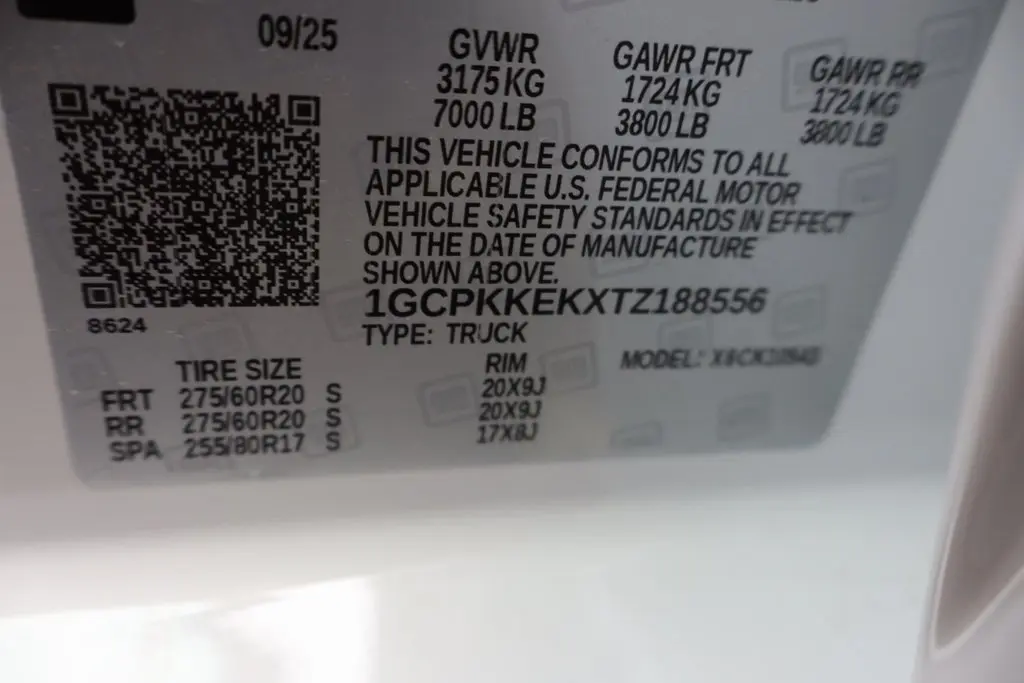 09/25
GVWR GAWR FRT GAWR RR
3175 KG 1724 KG 1724 KG
7000 LB 3800 LB 3800 LB
THIS VEHICLE CONFORMS TO ALL
APPLICABLE U.S. FEDERAL MOTOR
VEHICLE SAFETY STANDARDS IN EFFECT
ON THE DATE OF MANUFACTURE
SHOWN ABOVE.
1GCPKKEKXTZ188556
8624
TYPE: TRUCK
TIRE SIZE RIM MODEL:
FRT 275/60R20 S 20X9J
RR 275/60R20 S 20X9J
SPA 255/80R17 S 17X8J